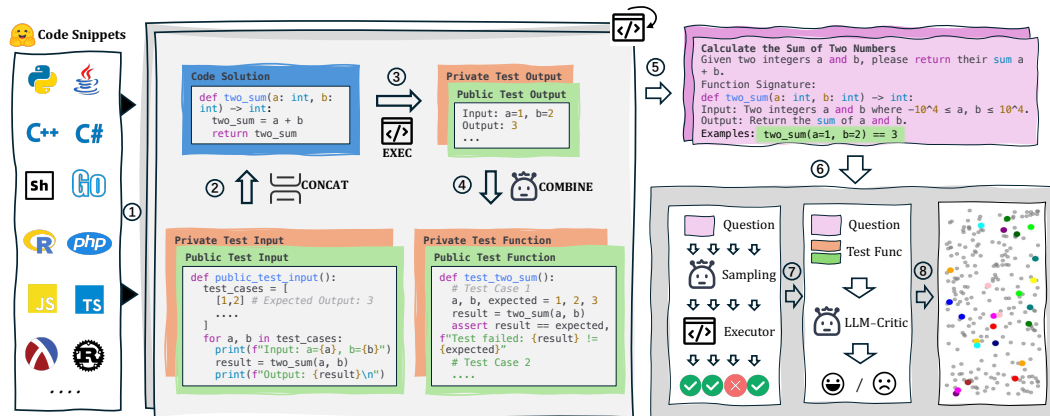 Code Snippets
C++
C#
Sh
GO
R
php
JS
TS
....
①
Code Solution
def two_sum(a: int, b:
int) -> int:
two_sum = a + b
return two_sum
③
EXEC
Private Test Output
Public Test Output
Input: a=1, b=2
Output: 3
...
②
CONCAT
④
COMBINE
Private Test Input
Public Test Input
def public_test_input():
test_cases = [
[1,2] # Expected Output: 3
....
]
for a, b in test_cases:
print(f"Input: a={a}, b={b}")
result = two_sum(a, b)
print(f"Output: {result}\n")
Private Test Function
Public Test Function
def test_two_sum():
# Test Case 1
a, b, expected = 1, 2, 3
result = two_sum(a, b)
assert result == expected,
f"Test failed: {result} !=
{expected}"
# Test Case 2
....
⑤
Calculate the Sum of Two Numbers
Given two integers a and b, please return their sum a
+ b.
Function Signature:
def two_sum(a: int, b: int) -> int:
Input: Two integers a and b where -10^4 ≤ a, b ≤ 10^4.
Output: Return the sum of a and b.
Examples: two_sum(a=1, b=2) == 3
⑥
Question
Sampling
Executor
⑦
Question
Test Func
LLM-Critic
/
⑧